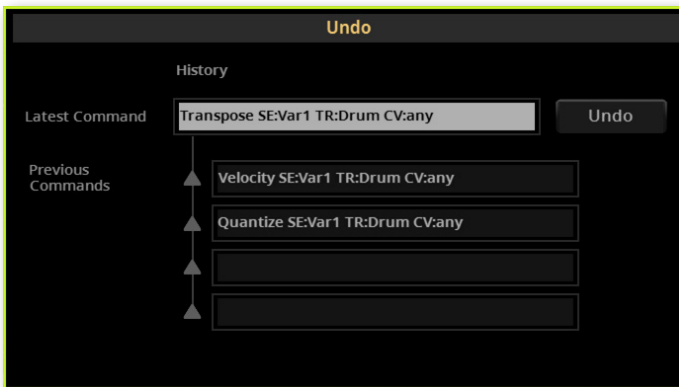 Undo
History
Latest Command
Transpose SE:Var1 TR:Drum CV:any
Undo
Previous
Commands
Velocity SE:Var1 TR:Drum CV:any
Quantize SE:Var1 TR:Drum CV:any